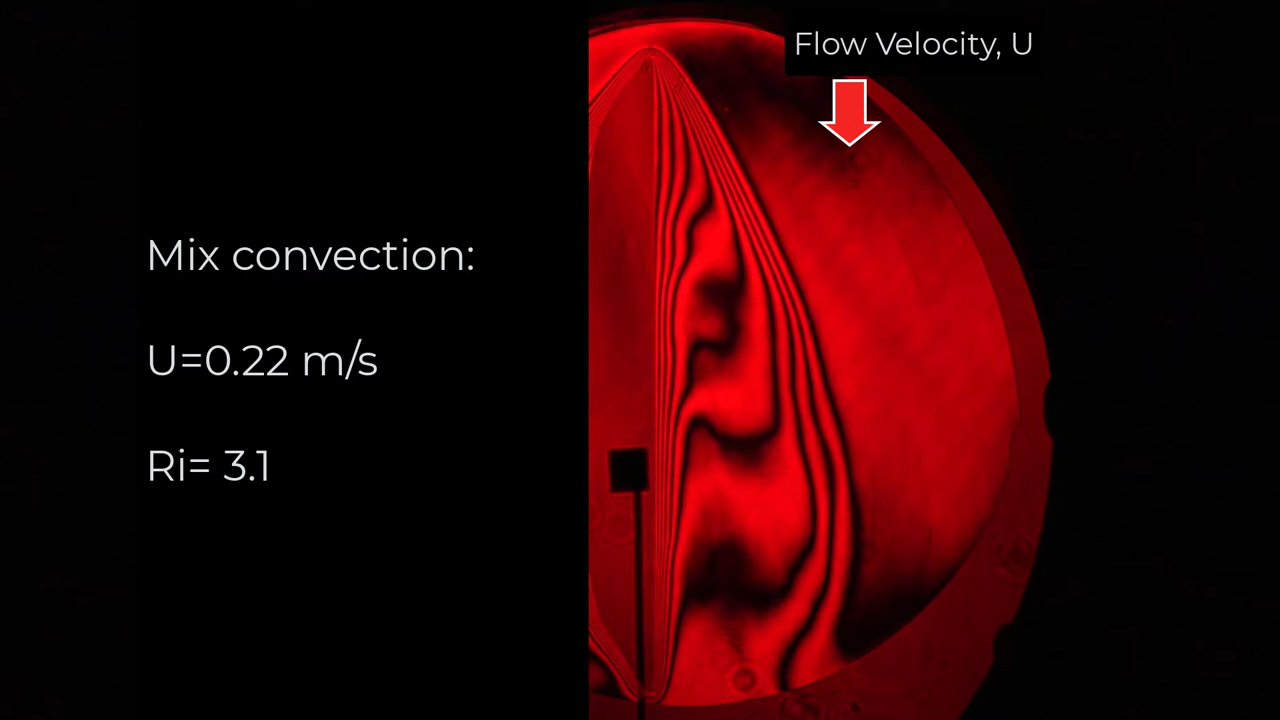 Flow Velocity, U
Mix convection:
U=0.22 m/s
Ri= 3.1